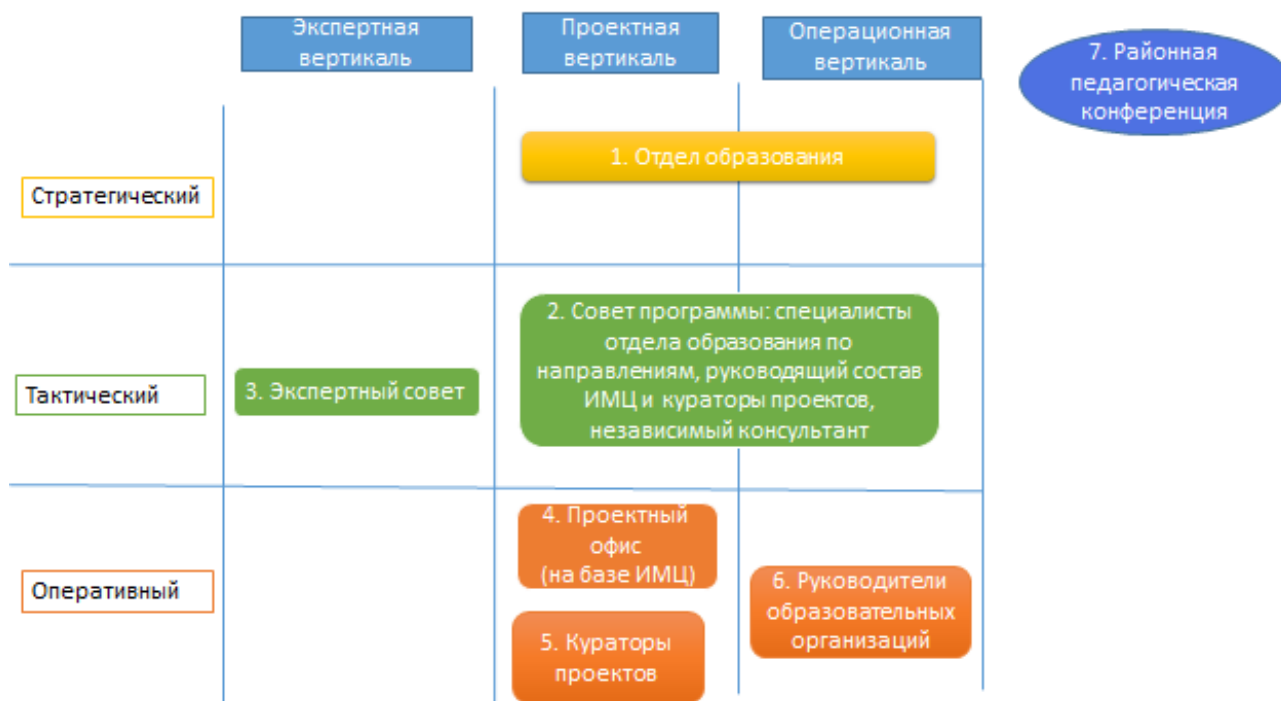 Экспертная
вертикаль
Проектная
вертикаль
Операционная
вертикаль
7. Районная
педагогическая
конференция
1. Отдел образования
Стратегический
2. Совет программы: специалисты
отдела образования по
направлениям, руководящий состав
ИМЦ и кураторы проектов,
независимый консультант
3. Экспертный совет
Тактический
4. Проектный
офис
(на базе ИМЦ)
Оперативный
6. Руководители
образовательных
организаций
5. Кураторы
проектов